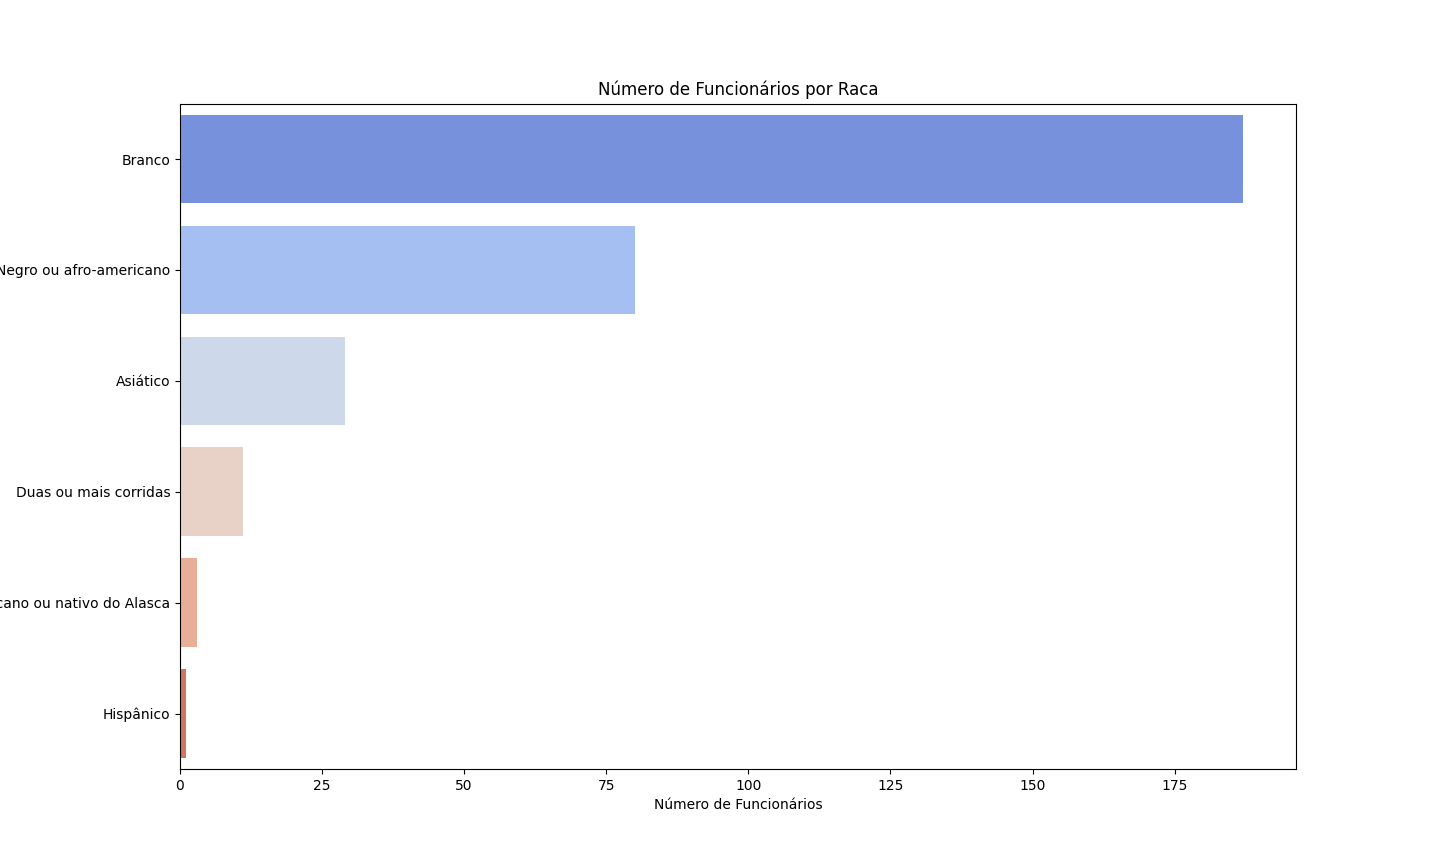 Número de Funcionários por Raca
Branco
Negro ou afro-americano
Asiático
Duas ou mais corridas
cano ou nativo do Alasca
Hispânico
0 25 50 75 100 125 150 175
Número de Funcionários